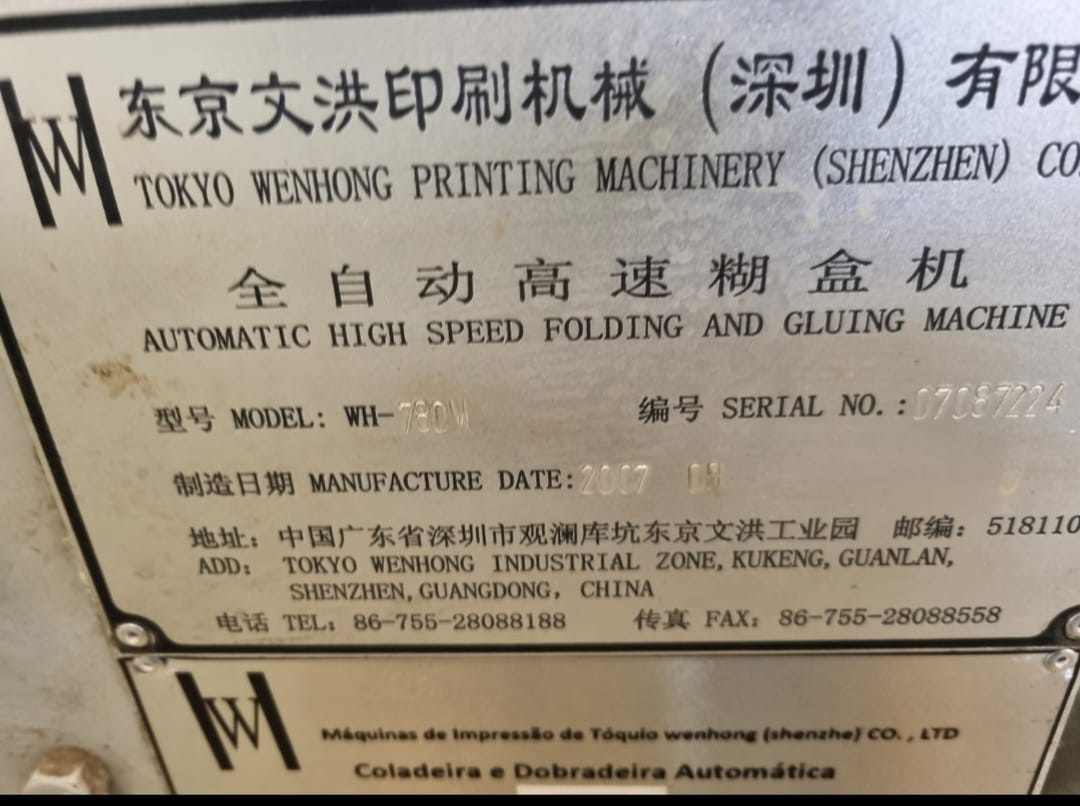 W
东京文洪印刷机械（深圳）有限
TOKYO WENHONG PRINTING MACHINERY (SHENZHEN) CO.
全自动高速糊盒机
AUTOMATIC HIGH SPEED FOLDING AND GLUING MACHINE
型号 MODEL: WH-780W 编号 SERIAL NO.: 07087224
制造日期 MANUFACTURE DATE: 2007
地址: 中国广东省深圳市观澜库坑东京文洪工业园 邮编: 518110
ADD: TOKYO WENHONG INDUSTRIAL ZONE, KUKENG, GUANLAN,
SHENZHEN, GUANGDONG, CHINA
电话 TEL: 86-755-28088188 传真 FAX: 86-755-28088558
W
Máquinas de Impressão de Tóquio wenhong (shenzhe) CO. , LTD
Coladeira e Dobradeira Automática